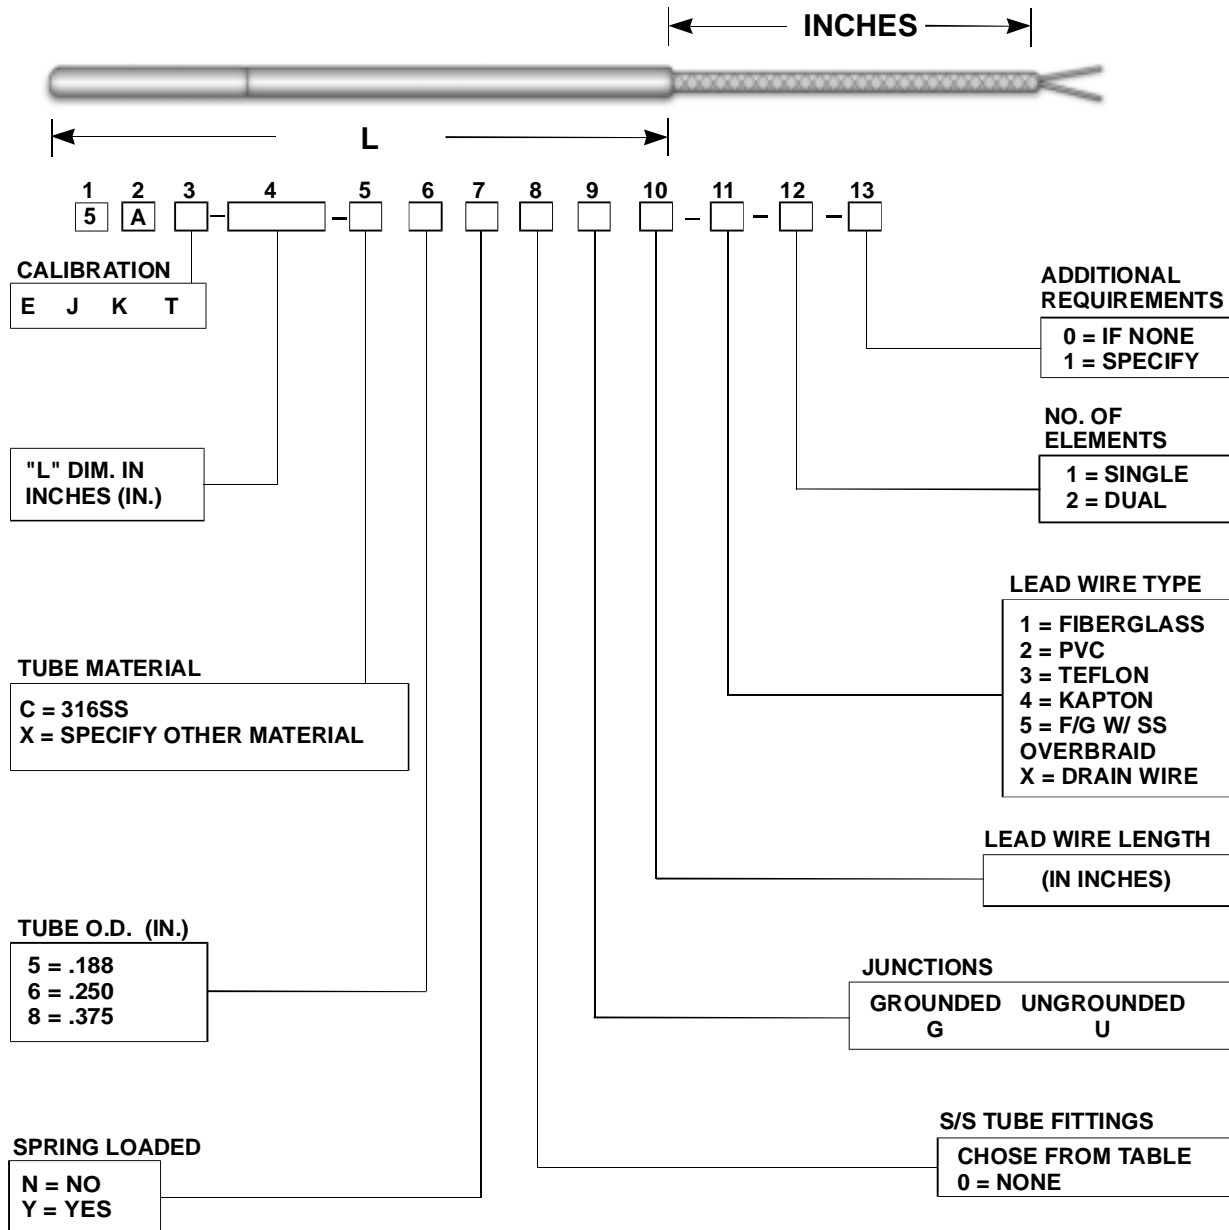 INCHES
L
1 2 3 4 5 6 7 8 9 10 11 12 13
5 A - - - - -
CALIBRATION
E J K T
"L" DIM. IN
INCHES (IN.)
TUBE MATERIAL
C = 316SS
X = SPECIFY OTHER MATERIAL
TUBE O.D. (IN.)
5 = .188
6 = .250
8 = .375
SPRING LOADED
N = NO
Y = YES
ADDITIONAL
REQUIREMENTS
0 = IF NONE
1 = SPECIFY
NO. OF
ELEMENTS
1 = SINGLE
2 = DUAL
LEAD WIRE TYPE
1 = FIBERGLASS
2 = PVC
3 = TEFLON
4 = KAPTON
5 = F/G W/ SS
OVERBRAID
X = DRAIN WIRE
LEAD WIRE LENGTH
(IN INCHES)
JUNCTIONS
GROUNDED UNGROUNDED
G U
S/S TUBE FITTINGS
CHOSE FROM TABLE
0 = NONE